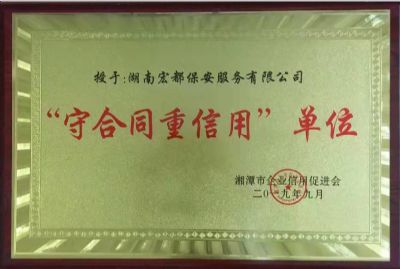 授于:湖南宏都保安服务有限公司
“守合同重信用”单位
湘潭市企业信用促进会
二〇一九年九月